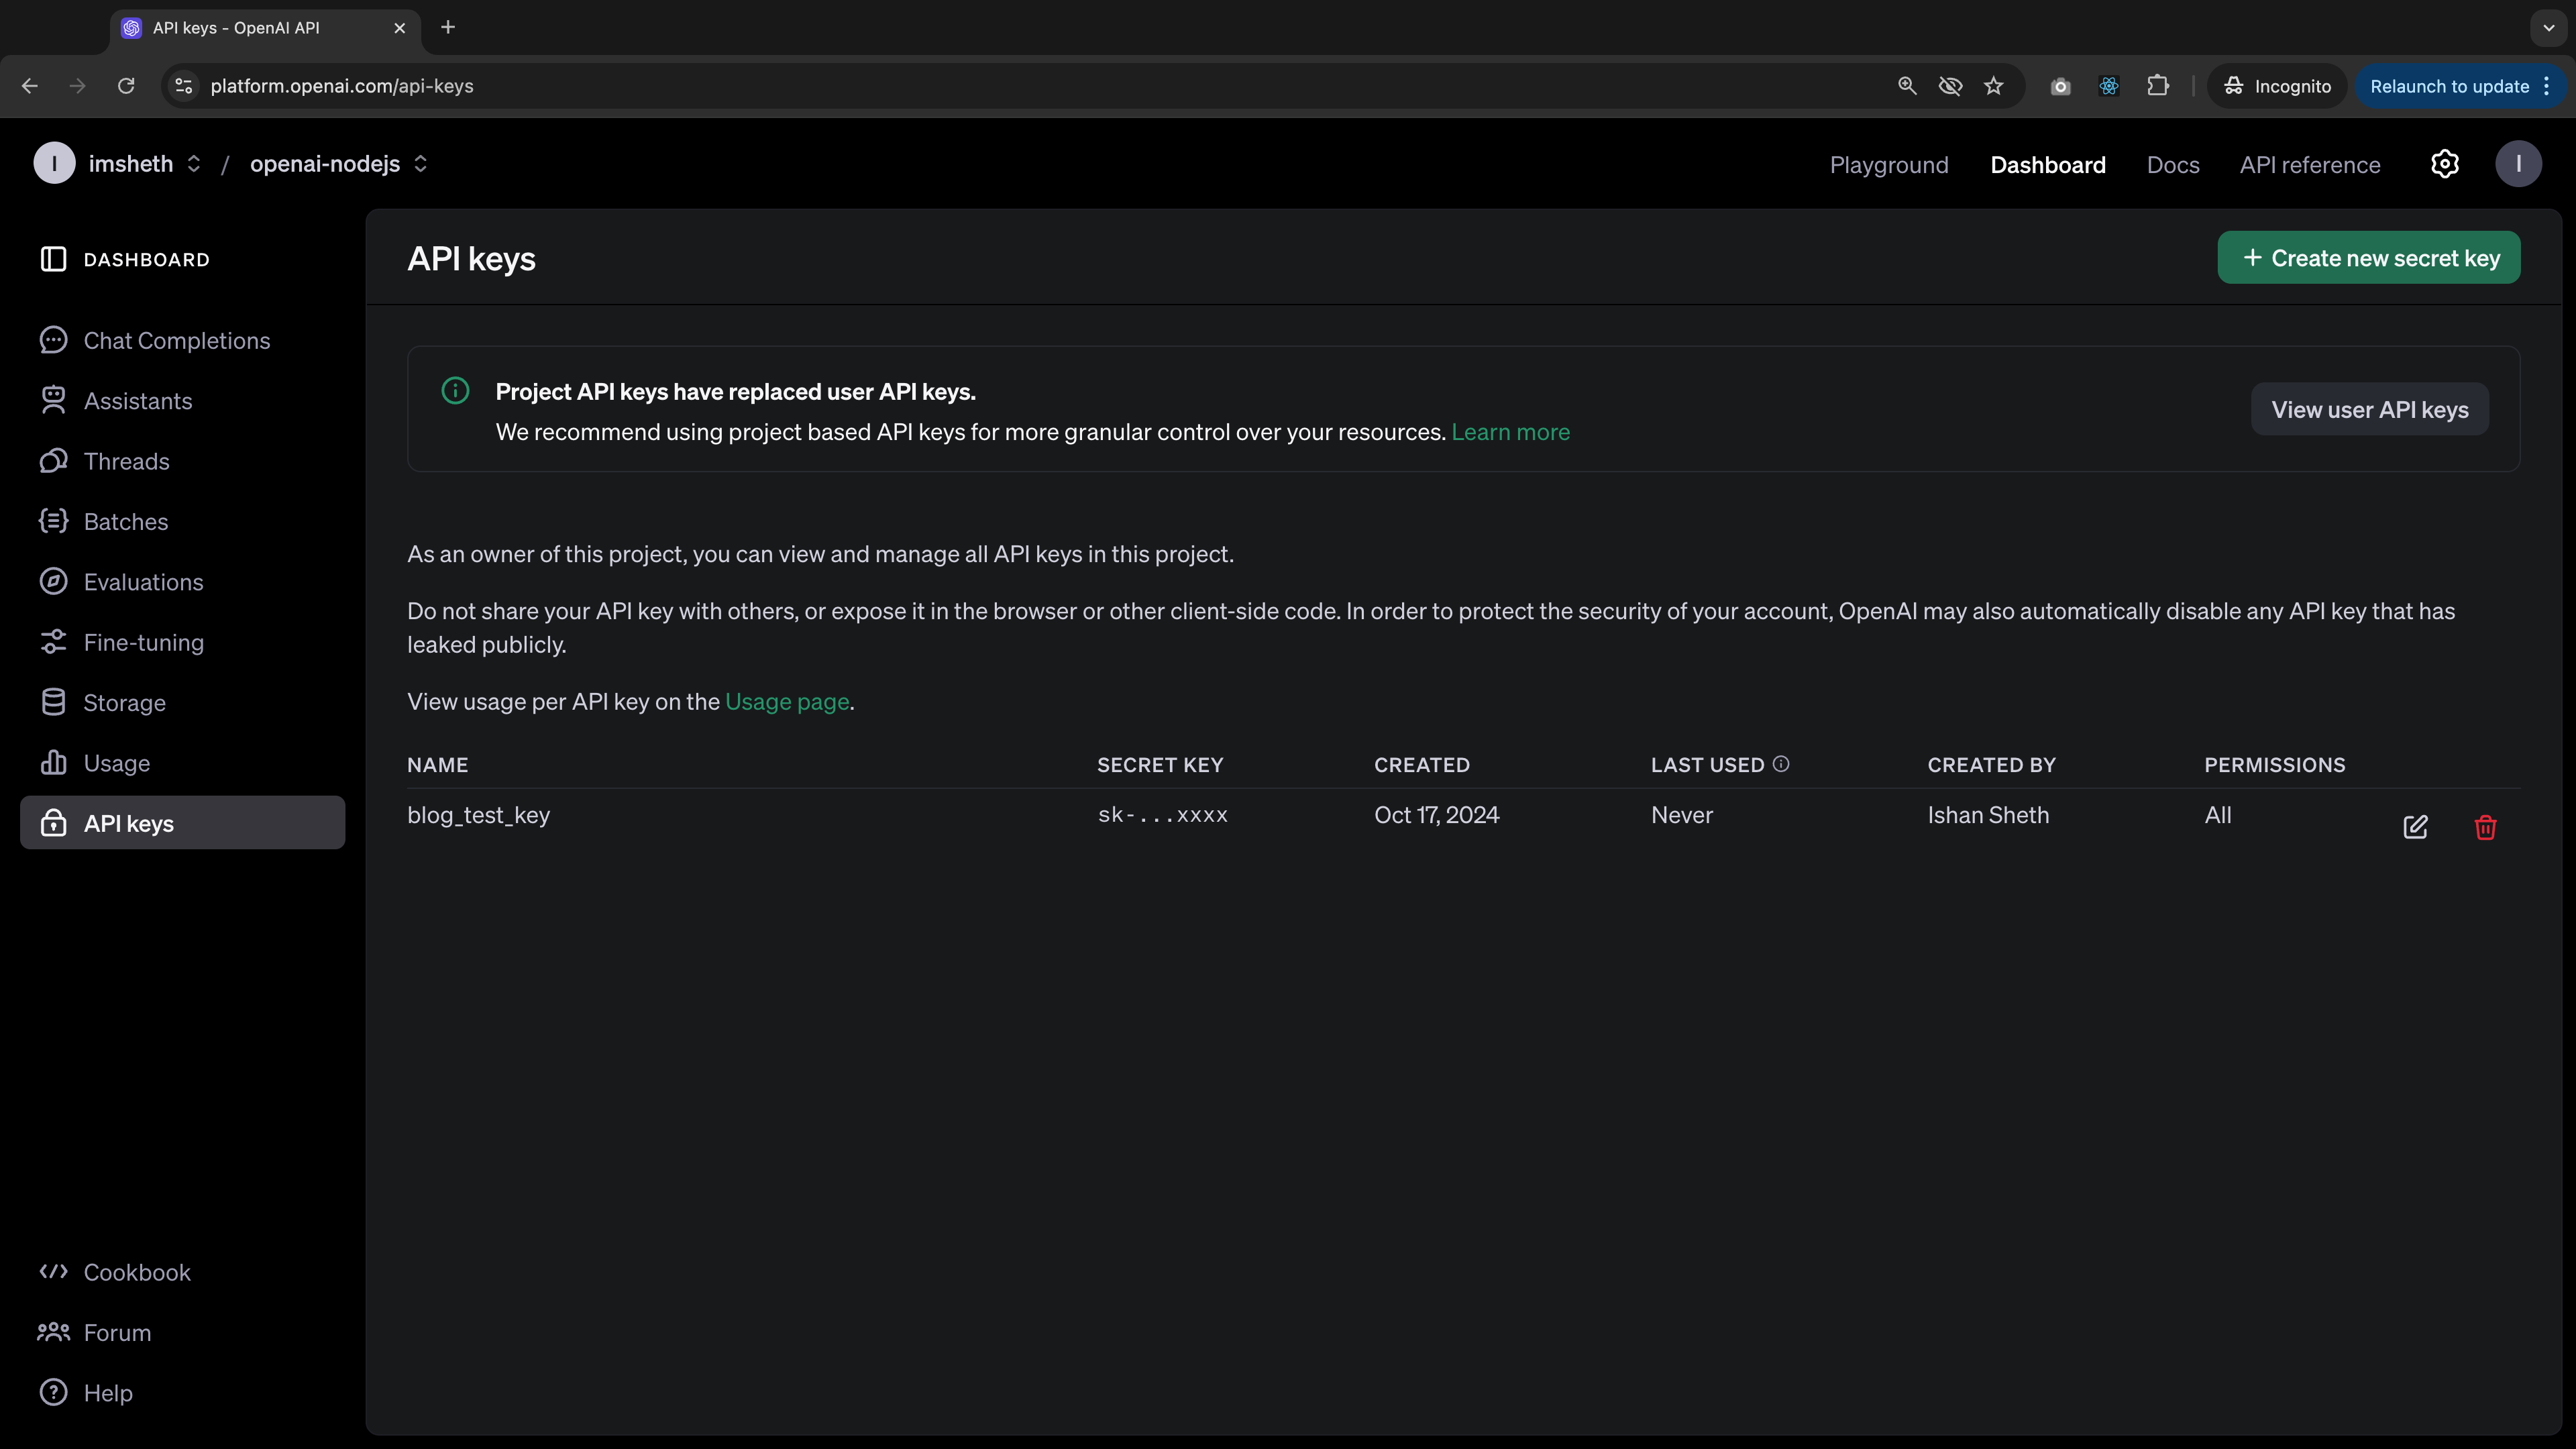 API keys - OpenAI API
platform.openai.com/api-keys
Incognito
Relaunch to update
I imsheth / openai-nodejs
Playground Dashboard Docs API reference I
DASHBOARD
Chat Completions
Assistants
Threads
Batches
Evaluations
Fine-tuning
Storage
Usage
API keys
Cookbook
Forum
Help
API keys
+ Create new secret key
Project API keys have replaced user API keys.
We recommend using project based API keys for more granular control over your resources. Learn more
View user API keys
As an owner of this project, you can view and manage all API keys in this project.
Do not share your API key with others, or expose it in the browser or other client-side code. In order to protect the security of your account, OpenAI may also automatically disable any API key that has
leaked publicly.
View usage per API key on the Usage page.
NAME SECRET KEY CREATED LAST USED CREATED BY PERMISSIONS
blog_test_key sk-...xxxx Oct 17, 2024 Never Ishan Sheth All